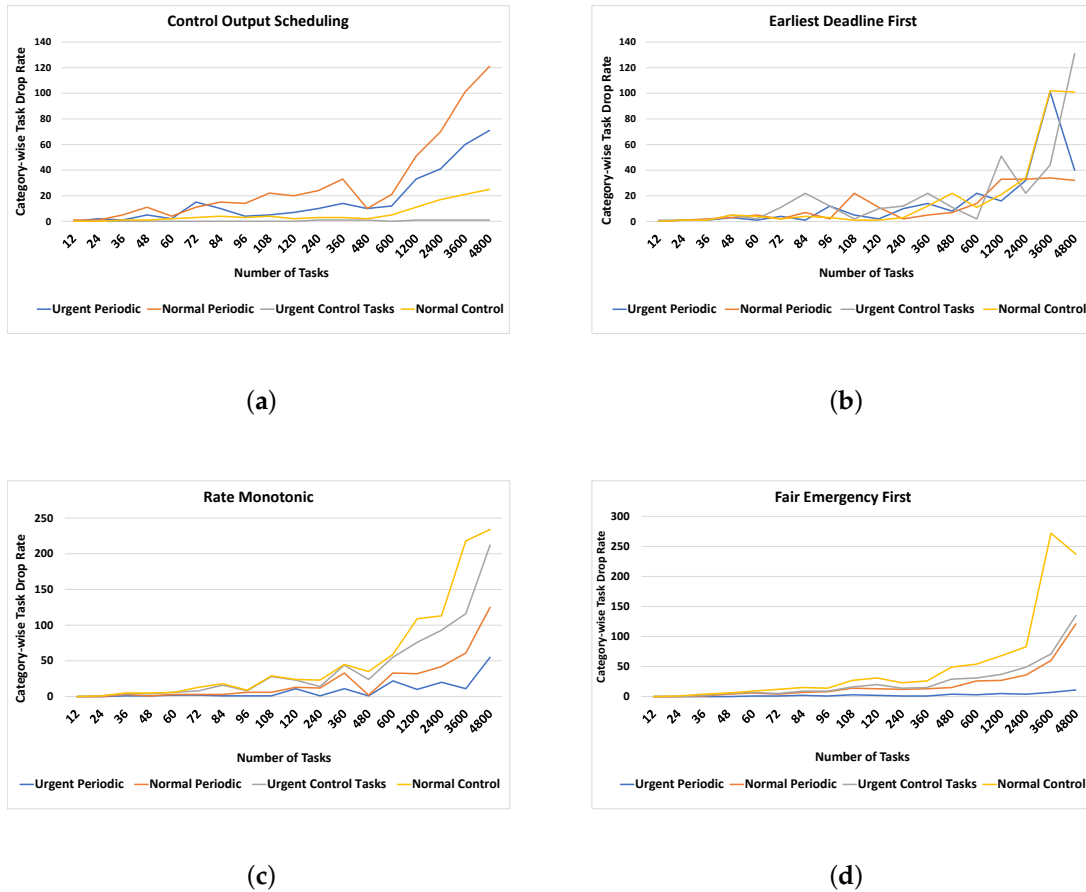 Control Output Scheduling
Category-wise Task Drop Rate
140
120
100
80
60
40
20
0
12 24 36 48 60 72 84 96 108 120 240 360 480 600 1200 2400 3600 4800
Number of Tasks
Urgent Periodic Normal Periodic Urgent Control Tasks Normal Control
(a)
Earliest Deadline First
Category-wise Task Drop Rate
140
120
100
80
60
40
20
0
12 24 36 48 60 72 84 96 108 120 240 360 480 600 1200 2400 3600 4800
Number of Tasks
Urgent Periodic Normal Periodic Urgent Control Tasks Normal Control
(b)
Rate Monotonic
Category-wise Task Drop Rate
250
200
150
100
50
0
12 24 36 48 60 72 84 96 108 120 240 360 480 600 1200 2400 3600 4800
Number of Tasks
Urgent Periodic Normal Periodic Urgent Control Tasks Normal Control
(c)
Fair Emergency First
Category-wise Task Drop Rate
300
250
200
150
100
50
0
12 24 36 48 60 72 84 96 108 120 240 360 480 600 1200 2400 3600 4800
Number of Tasks
Urgent Periodic Normal Periodic Urgent Control Tasks Normal Control
(d)